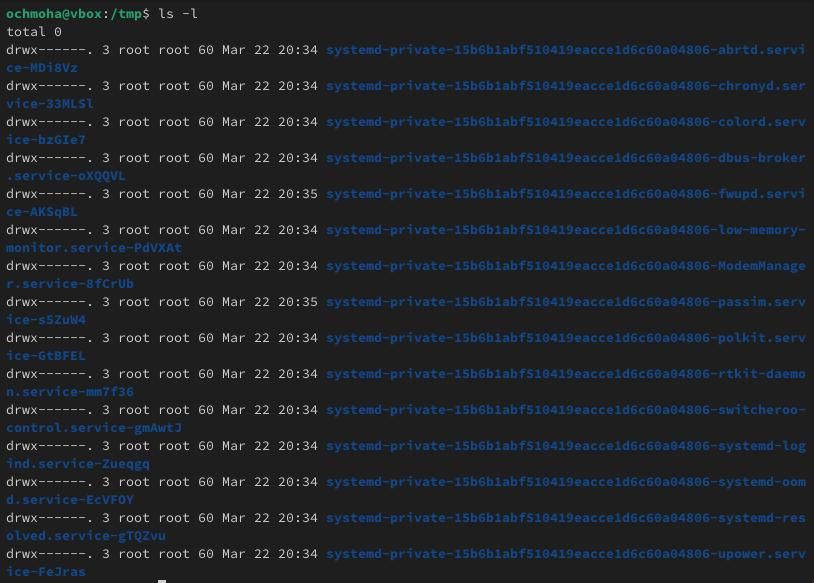 ochmoha@vbox:/tmp$ ls -l
total 0
drwx------. 3 root root 60 Mar 22 20:34 systemd-private-15b6b1abf510419eacce1d6c60a04806-abrtd.servi
ce-MDi8Vz
drwx------. 3 root root 60 Mar 22 20:34 systemd-private-15b6b1abf510419eacce1d6c60a04806-chronyd.ser
vice-33MLSl
drwx------. 3 root root 60 Mar 22 20:34 systemd-private-15b6b1abf510419eacce1d6c60a04806-colord.serv
ice-bzGIe7
drwx------. 3 root root 60 Mar 22 20:34 systemd-private-15b6b1abf510419eacce1d6c60a04806-dbus-broker
.service-oXQQVL
drwx------. 3 root root 60 Mar 22 20:35 systemd-private-15b6b1abf510419eacce1d6c60a04806-fwupd.servi
ce-AKSqBL
drwx------. 3 root root 60 Mar 22 20:34 systemd-private-15b6b1abf510419eacce1d6c60a04806-low-memory-
monitor.service-PdVXAt
drwx------. 3 root root 60 Mar 22 20:34 systemd-private-15b6b1abf510419eacce1d6c60a04806-ModemManage
r.service-8fCrUb
drwx------. 3 root root 60 Mar 22 20:35 systemd-private-15b6b1abf510419eacce1d6c60a04806-passim.serv
ice-s5ZuW4
drwx------. 3 root root 60 Mar 22 20:34 systemd-private-15b6b1abf510419eacce1d6c60a04806-polkit.serv
ice-GtBFEL
drwx------. 3 root root 60 Mar 22 20:34 systemd-private-15b6b1abf510419eacce1d6c60a04806-rtkit-daemo
n.service-mm7f36
drwx------. 3 root root 60 Mar 22 20:34 systemd-private-15b6b1abf510419eacce1d6c60a04806-switcheroo-
control.service-gmAwtJ
drwx------. 3 root root 60 Mar 22 20:34 systemd-private-15b6b1abf510419eacce1d6c60a04806-systemd-log
ind.service-Zueqgq
drwx------. 3 root root 60 Mar 22 20:34 systemd-private-15b6b1abf510419eacce1d6c60a04806-systemd-oom
d.service-EcVFOY
drwx------. 3 root root 60 Mar 22 20:34 systemd-private-15b6b1abf510419eacce1d6c60a04806-systemd-res
olved.service-gTQZvu
drwx------. 3 root root 60 Mar 22 20:34 systemd-private-15b6b1abf510419eacce1d6c60a04806-upower.serv
ice-FeJras